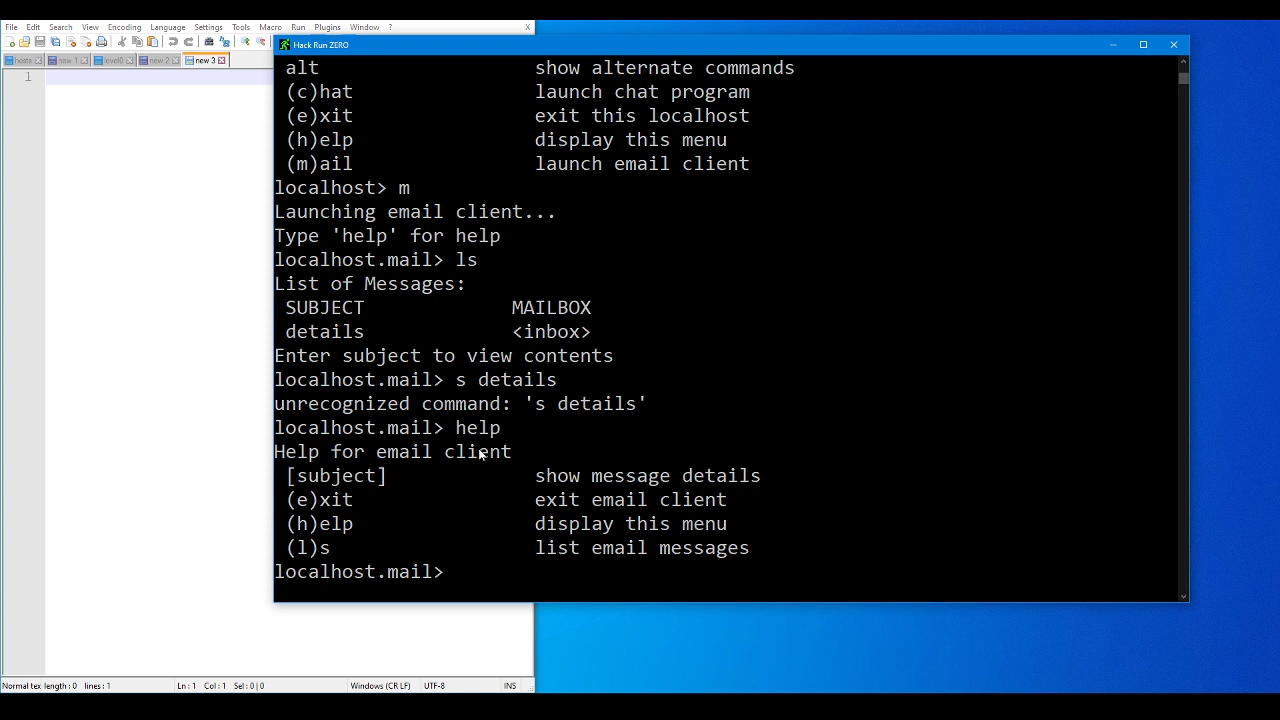 File Edit Search View Encoding Language Settings Tools Macro Run Plugins Window ? X
hosts new 1 level0 new 2 new 3
1
Hack Run ZERO
alt show alternate commands
(c)hat launch chat program
(e)xit exit this localhost
(h)elp display this menu
(m)ail launch email client
localhost> m
Launching email client...
Type 'help' for help
localhost.mail> ls
List of Messages:
SUBJECT MAILBOX
details <inbox>
Enter subject to view contents
localhost.mail> s details
unrecognized command: 's details'
localhost.mail> help
Help for email client
[subject] show message details
(e)xit exit email client
(h)elp display this menu
(l)s list email messages
localhost.mail>
Normal tex length : 0 lines : 1 Ln : 1 Col : 1 Sel : 0 | 0 Windows (CR LF) UTF-8 INS